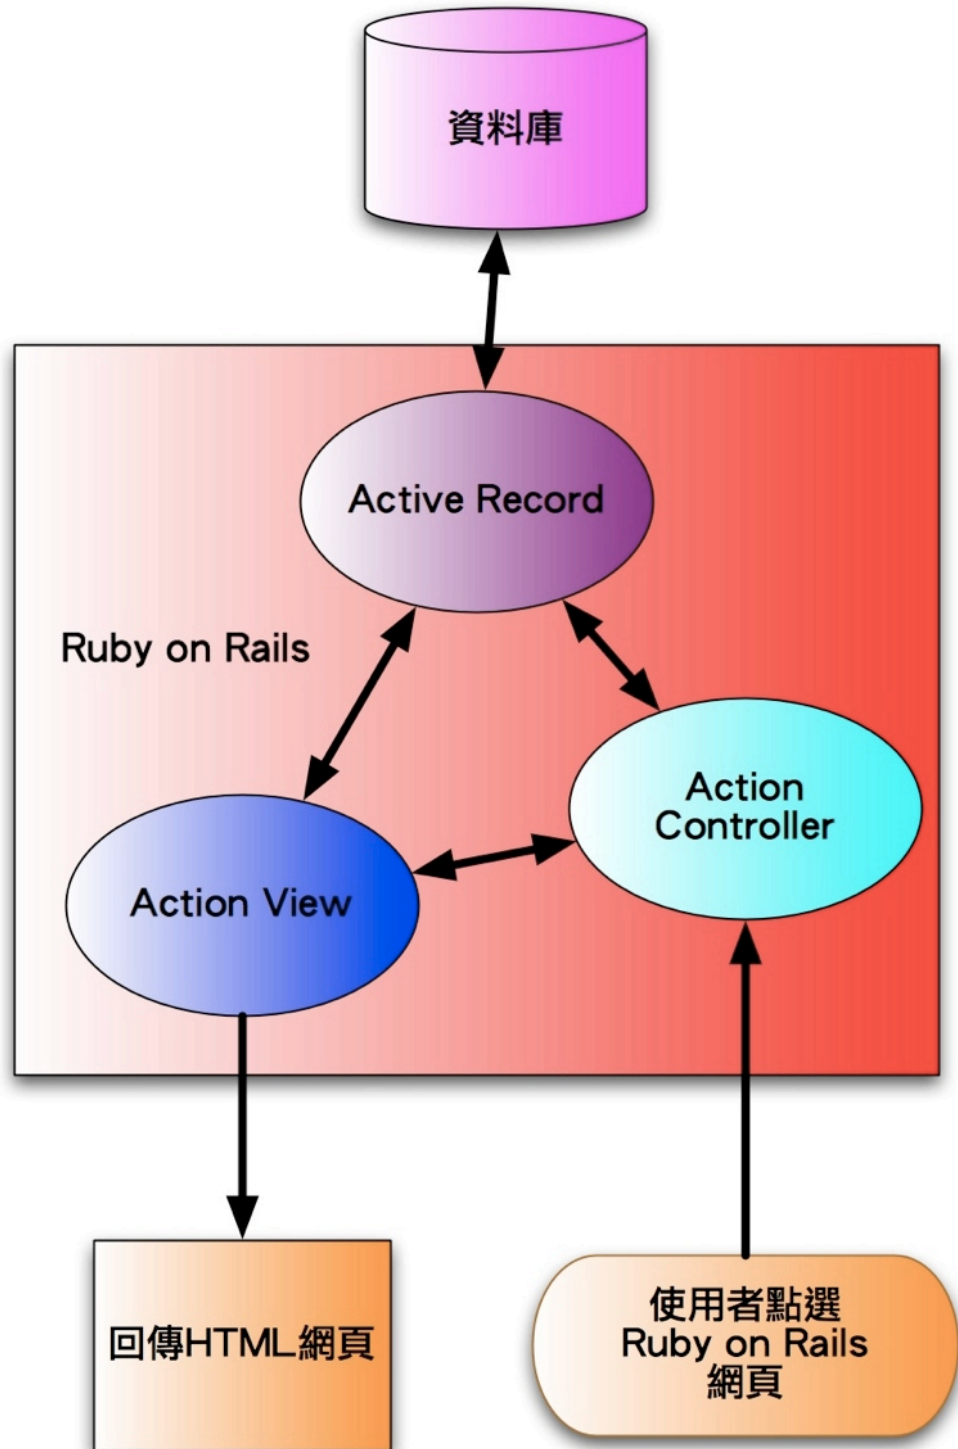 資料庫
Active Record
Ruby on Rails
Action
Controller
Action View
回傳HTML網頁
使用者點選
Ruby on Rails
網頁